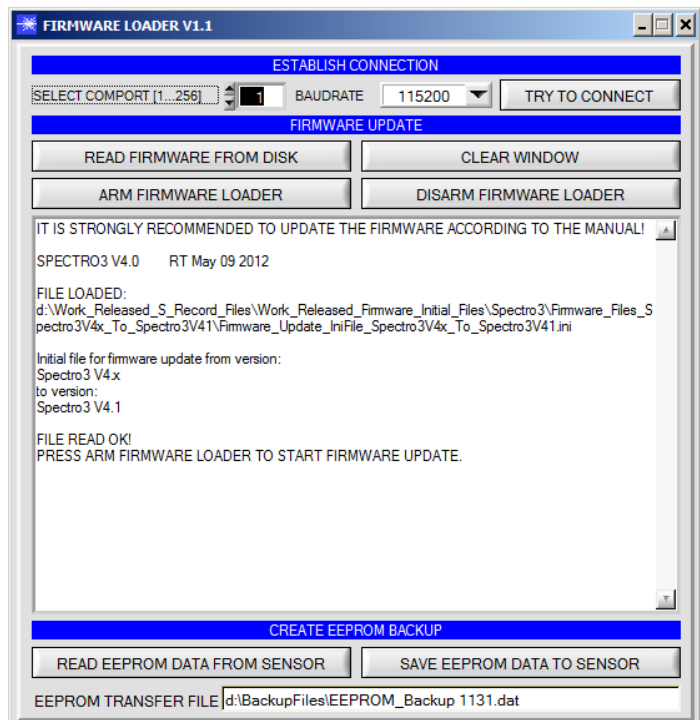 FIRMWARE LOADER V1.1
ESTABLISH CONNECTION
SELECT COMPORT [1...256] 1 BAUDRATE 115200 TRY TO CONNECT
FIRMWARE UPDATE
READ FIRMWARE FROM DISK CLEAR WINDOW
ARM FIRMWARE LOADER DISARM FIRMWARE LOADER
IT IS STRONGLY RECOMMENDED TO UPDATE THE FIRMWARE ACCORDING TO THE MANUAL!
SPECTRO3 V4.0 RT May 09 2012
FILE LOADED:
d:\Work_Released_S_Record_Files\Work_Released_Firmware_Initial_Files\Spectro3\Firmware_Files_S
pectro3V4x_To_Spectro3V41\Firmware_Update_IniFile_Spectro3V4x_To_Spectro3V41.ini
Initial file for firmware update from version:
Spectro3 V4.x
to version:
Spectro3 V4.1
FILE READ OK!
PRESS ARM FIRMWARE LOADER TO START FIRMWARE UPDATE.
CREATE EEPROM BACKUP
READ EEPROM DATA FROM SENSOR SAVE EEPROM DATA TO SENSOR
EEPROM TRANSFER FILE d:\BackupFiles\EEPROM_Backup 1131.dat